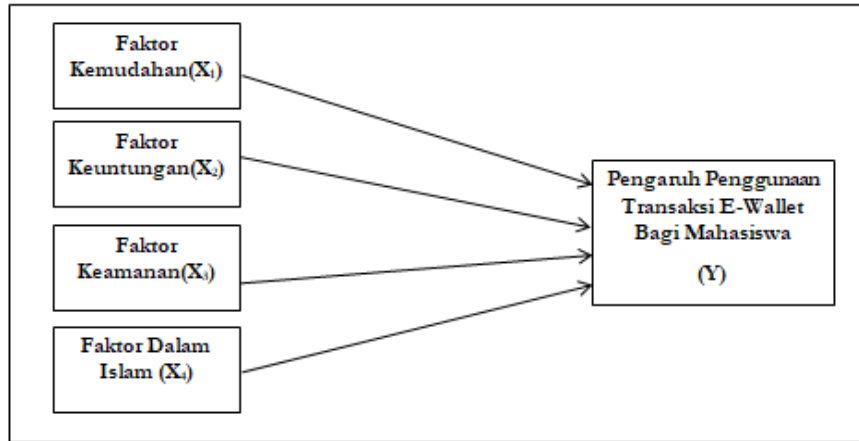 Faktor
Kemudahan(X₁)
Faktor
Keuntungan(X₂)
Faktor
Keamanan(X₃)
Faktor Dalam
Islam (X₄)
Pengaruh Penggunaan
Transaksi E-Wallet
Bagi Mahasiswa
(Y)